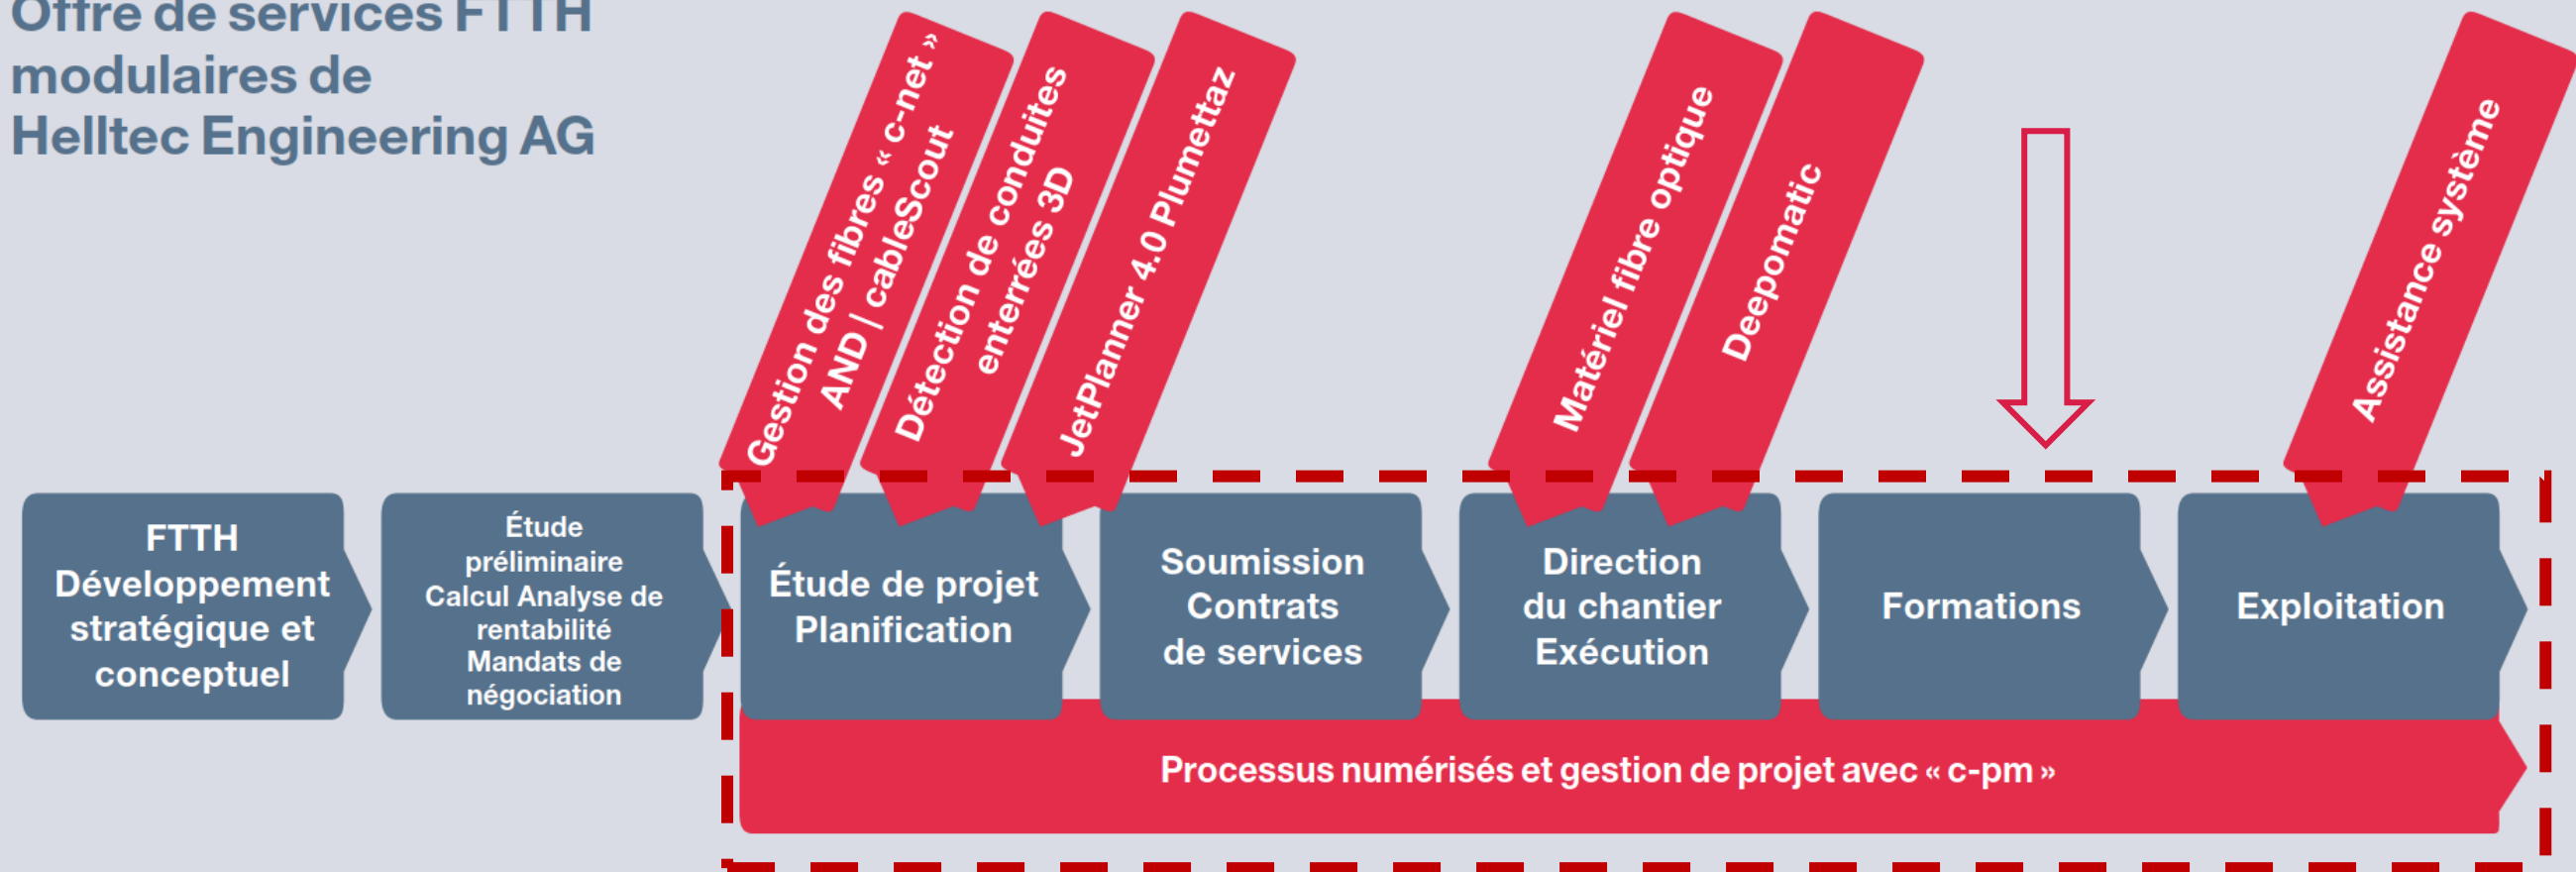 Offre de services FTTH
modulaires de
Helltec Engineering AG
Gestion des fibres « c-net »
AND | cableScout
Détection de conduites
enterrées 3D
JetPlanner 4.0 Plumettaz
Matériel fibre optique
Deepomatic
Assistance système
FTTH
Développement
stratégique et
conceptuel
Étude
préliminaire
Calcul Analyse de
rentabilité
Mandats de
négociation
Étude de projet
Planification
Soumission
Contrats
de services
Direction
du chantier
Exécution
Formations
Exploitation
Processus numérisés et gestion de projet avec « c-pm »